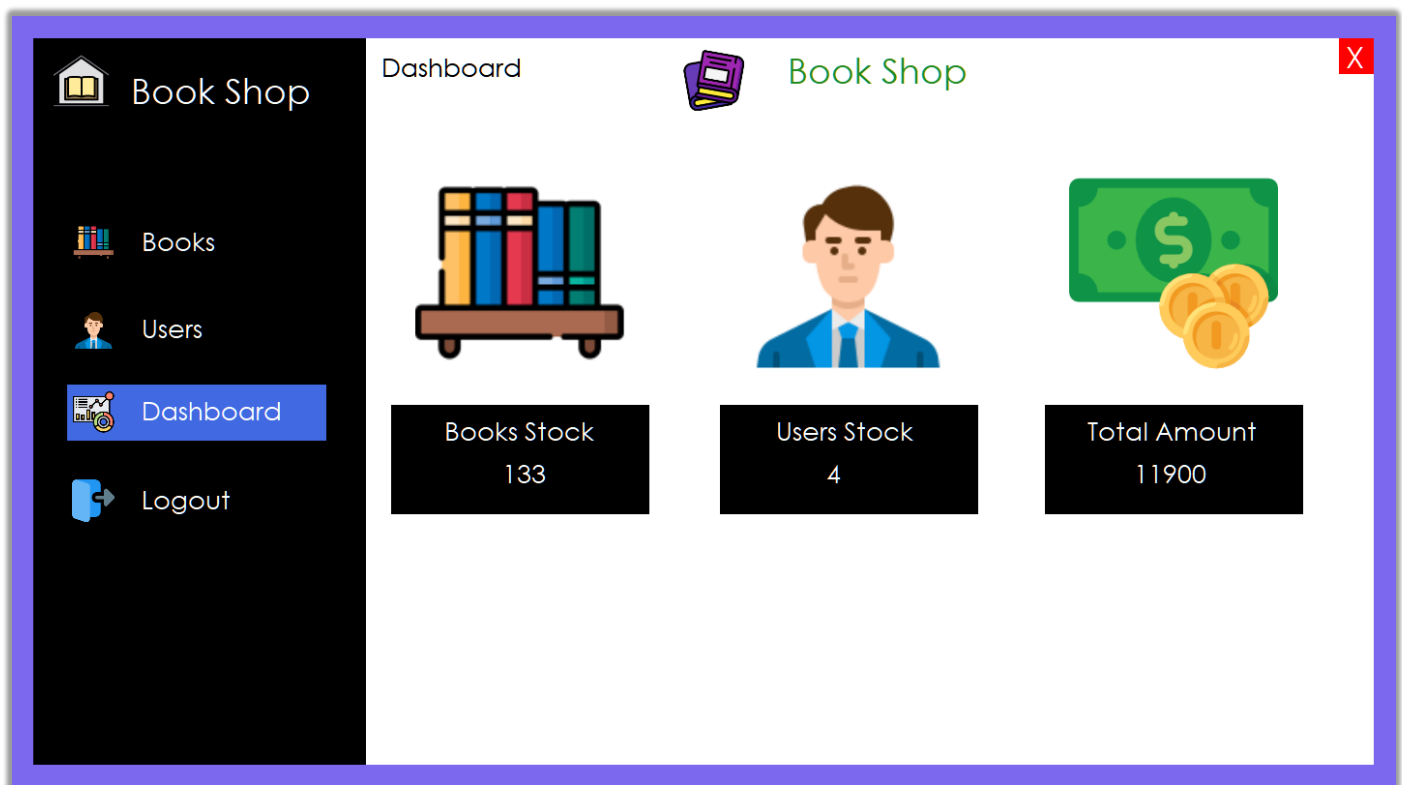 Book Shop
Books
Users
Dashboard
Logout
Dashboard
Book Shop
X
Books Stock
133
Users Stock
4
Total Amount
11900